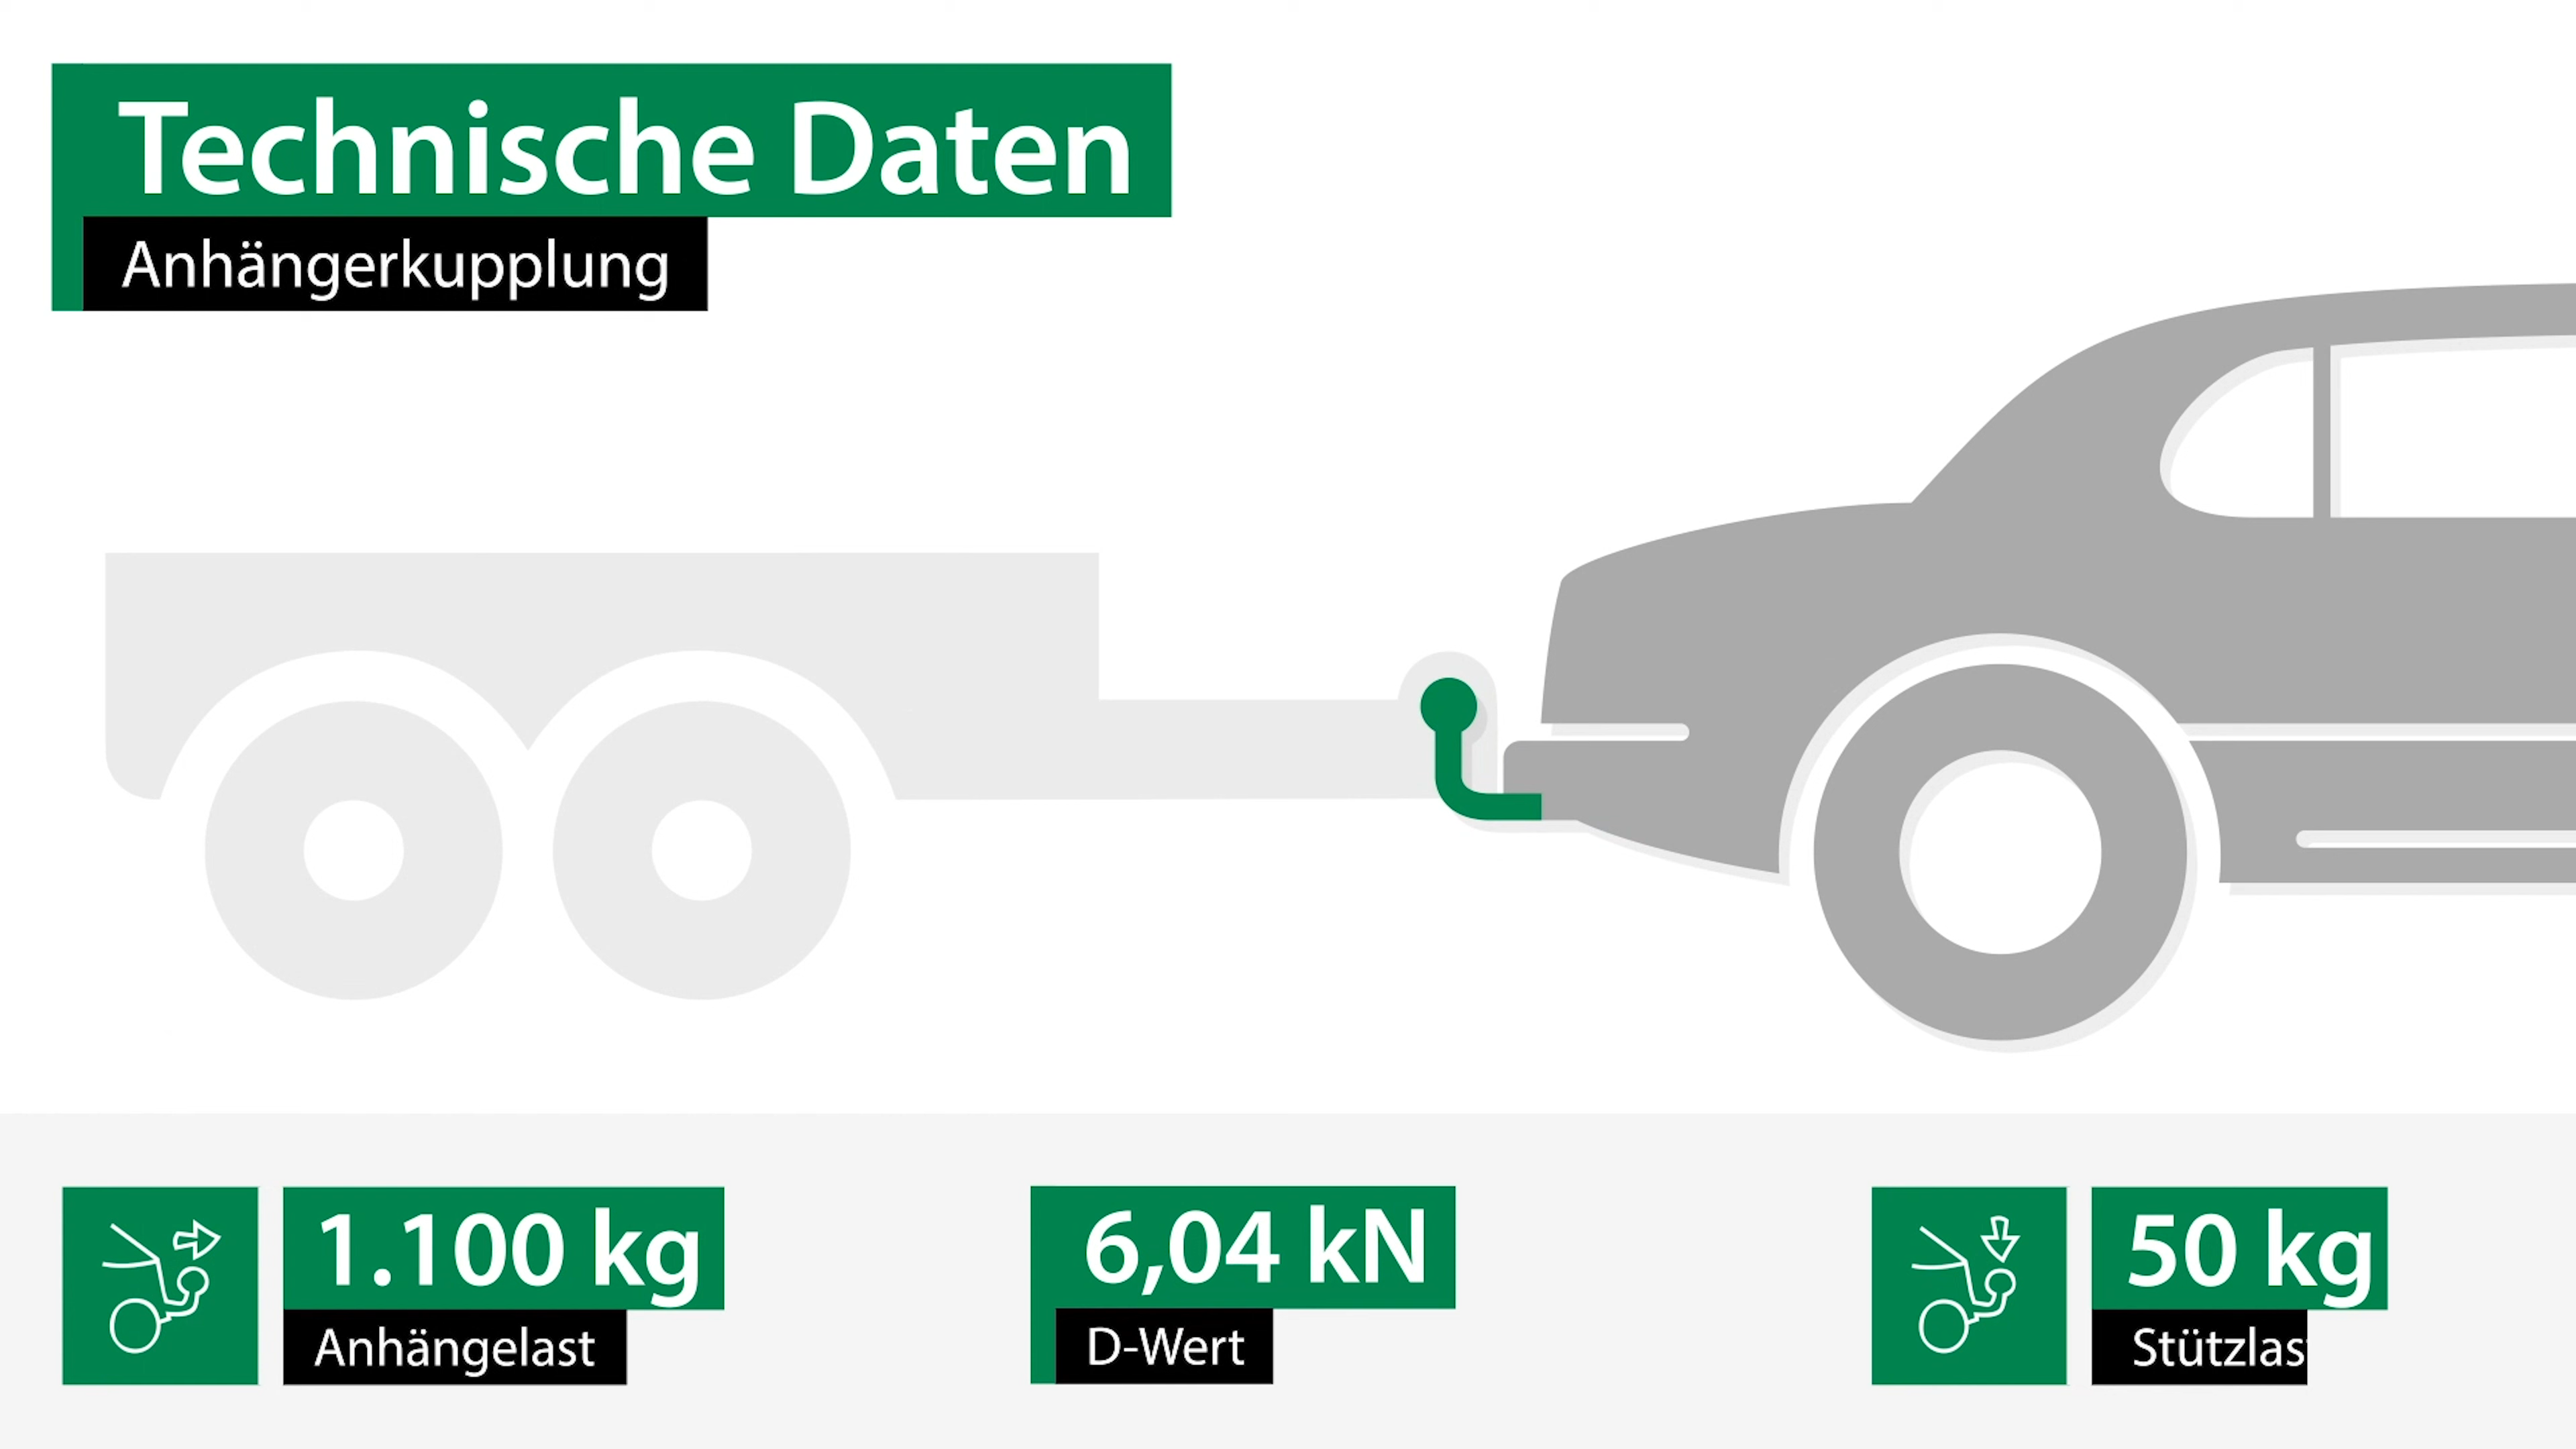 Technische Daten
Anhängerkupplung
1.100 kg
Anhängelast
6,04 kN
D-Wert
50 kg
Stützlas